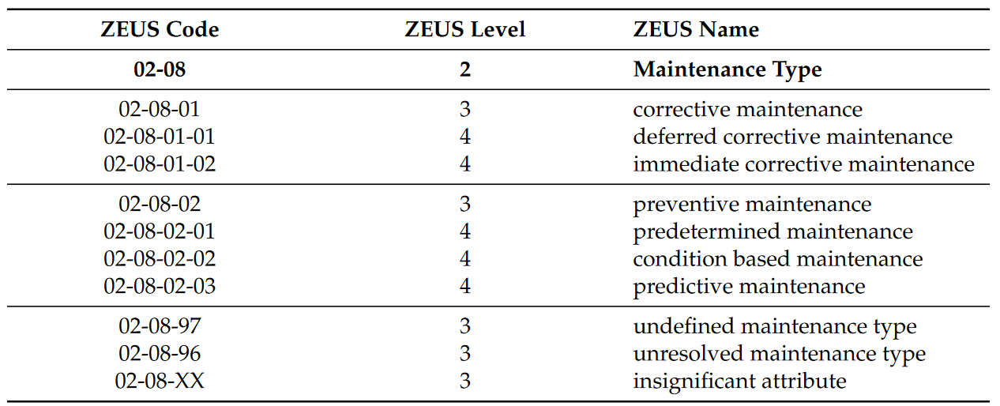 ZEUS Code ZEUS Level ZEUS Name
02-08 2 Maintenance Type
02-08-01 3 corrective maintenance
02-08-01-01 4 deferred corrective maintenance
02-08-01-02 4 immediate corrective maintenance
02-08-02 3 preventive maintenance
02-08-02-01 4 predetermined maintenance
02-08-02-02 4 condition based maintenance
02-08-02-03 4 predictive maintenance
02-08-97 3 undefined maintenance type
02-08-96 3 unresolved maintenance type
02-08-XX 3 insignificant attribute